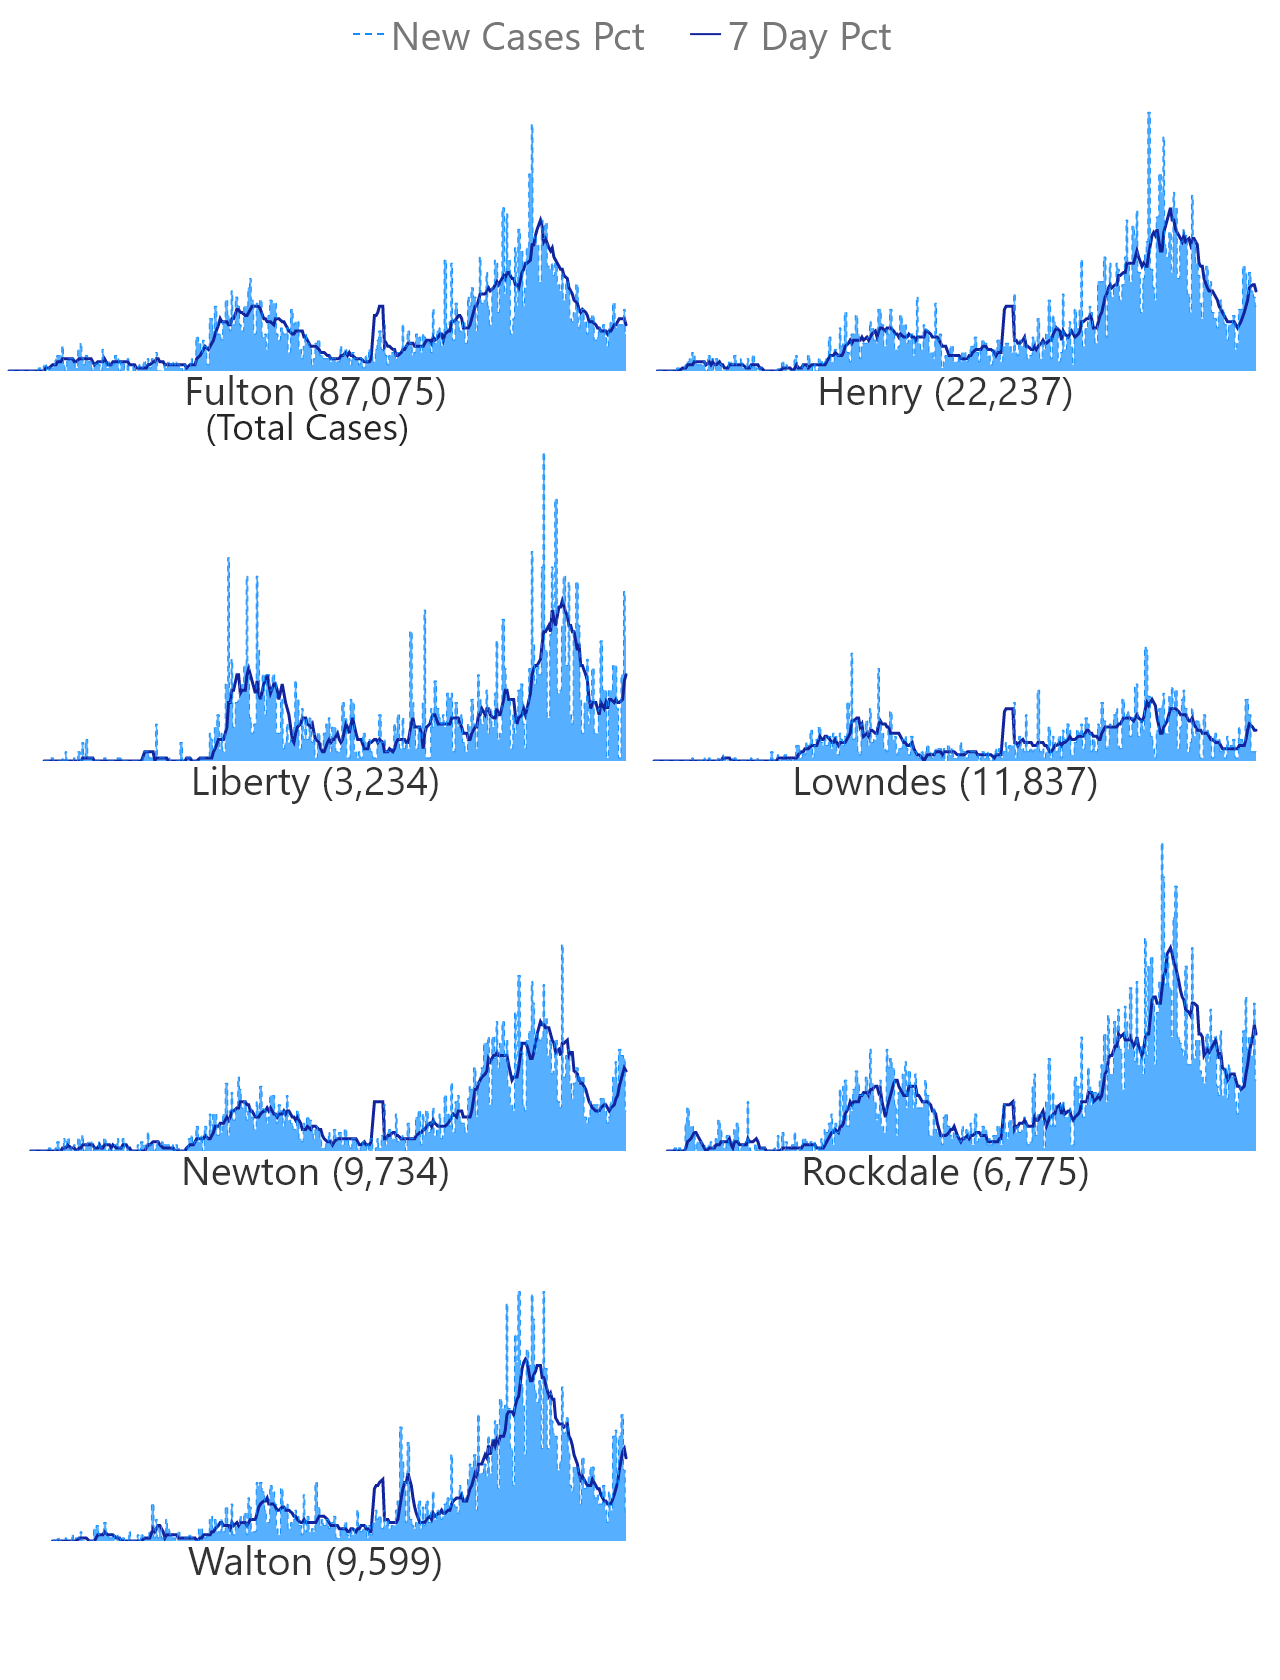 New Cases Pct 7 Day Pct
Fulton (87,075)
(Total Cases)
Henry (22,237)
Liberty (3,234)
Lowndes (11,837)
Newton (9,734)
Rockdale (6,775)
Walton (9,599)